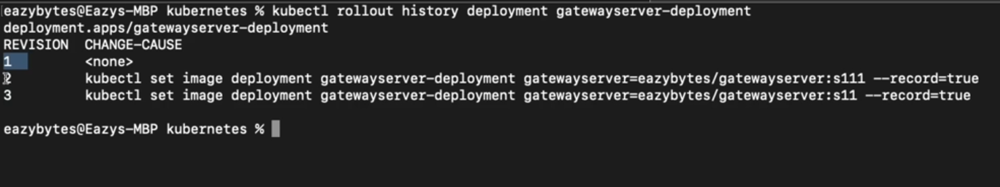 eazybytes@Eazys-MBP kubernetes % kubectl rollout history deployment gatewayserver-deployment
deployment.apps/gatewayserver-deployment
REVISION  CHANGE-CAUSE
1         <none>
2         kubectl set image deployment gatewayserver-deployment gatewayserver=eazybytes/gatewayserver:s111 --record=true
3         kubectl set image deployment gatewayserver-deployment gatewayserver=eazybytes/gatewayserver:s11 --record=true
eazybytes@Eazys-MBP kubernetes %